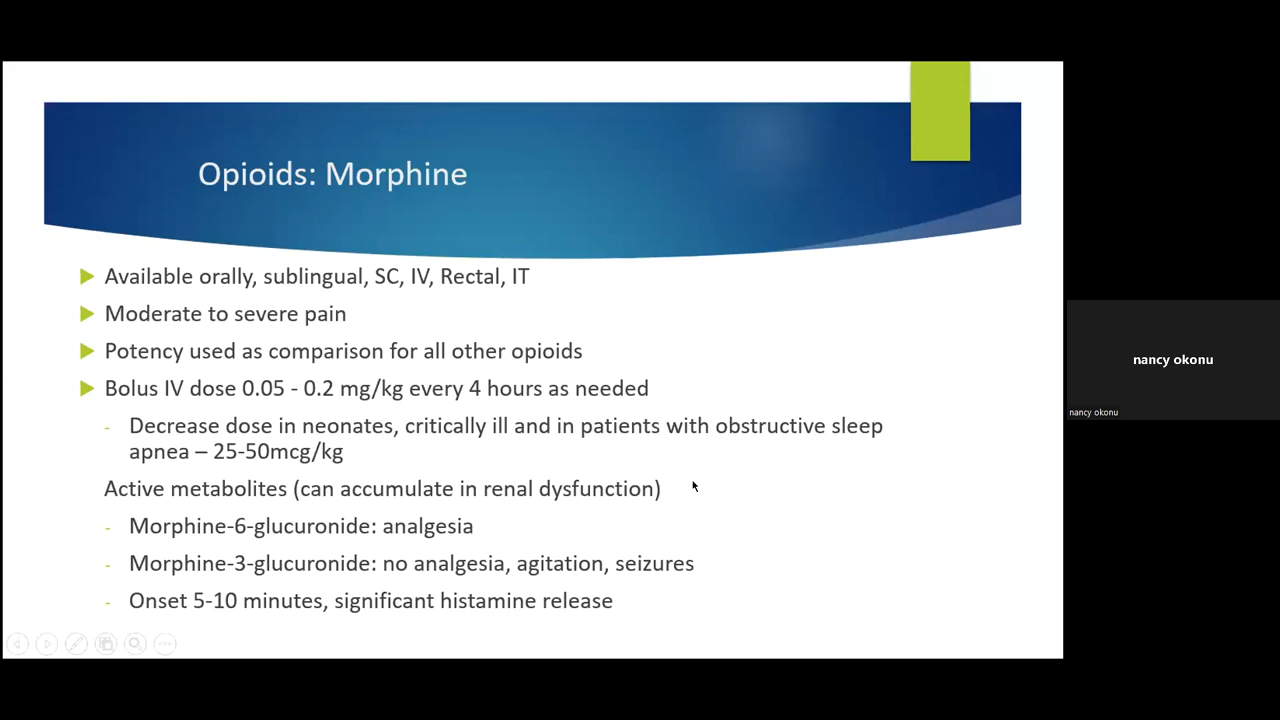 Opioids: Morphine
Available orally, sublingual, SC, IV, Rectal, IT
Moderate to severe pain
Potency used as comparison for all other opioids
Bolus IV dose 0.05 - 0.2 mg/kg every 4 hours as needed
- Decrease dose in neonates, critically ill and in patients with obstructive sleep
apnea – 25-50mcg/kg
Active metabolites (can accumulate in renal dysfunction)
- Morphine-6-glucuronide: analgesia
- Morphine-3-glucuronide: no analgesia, agitation, seizures
- Onset 5-10 minutes, significant histamine release
nancy okonu
nancy okonu